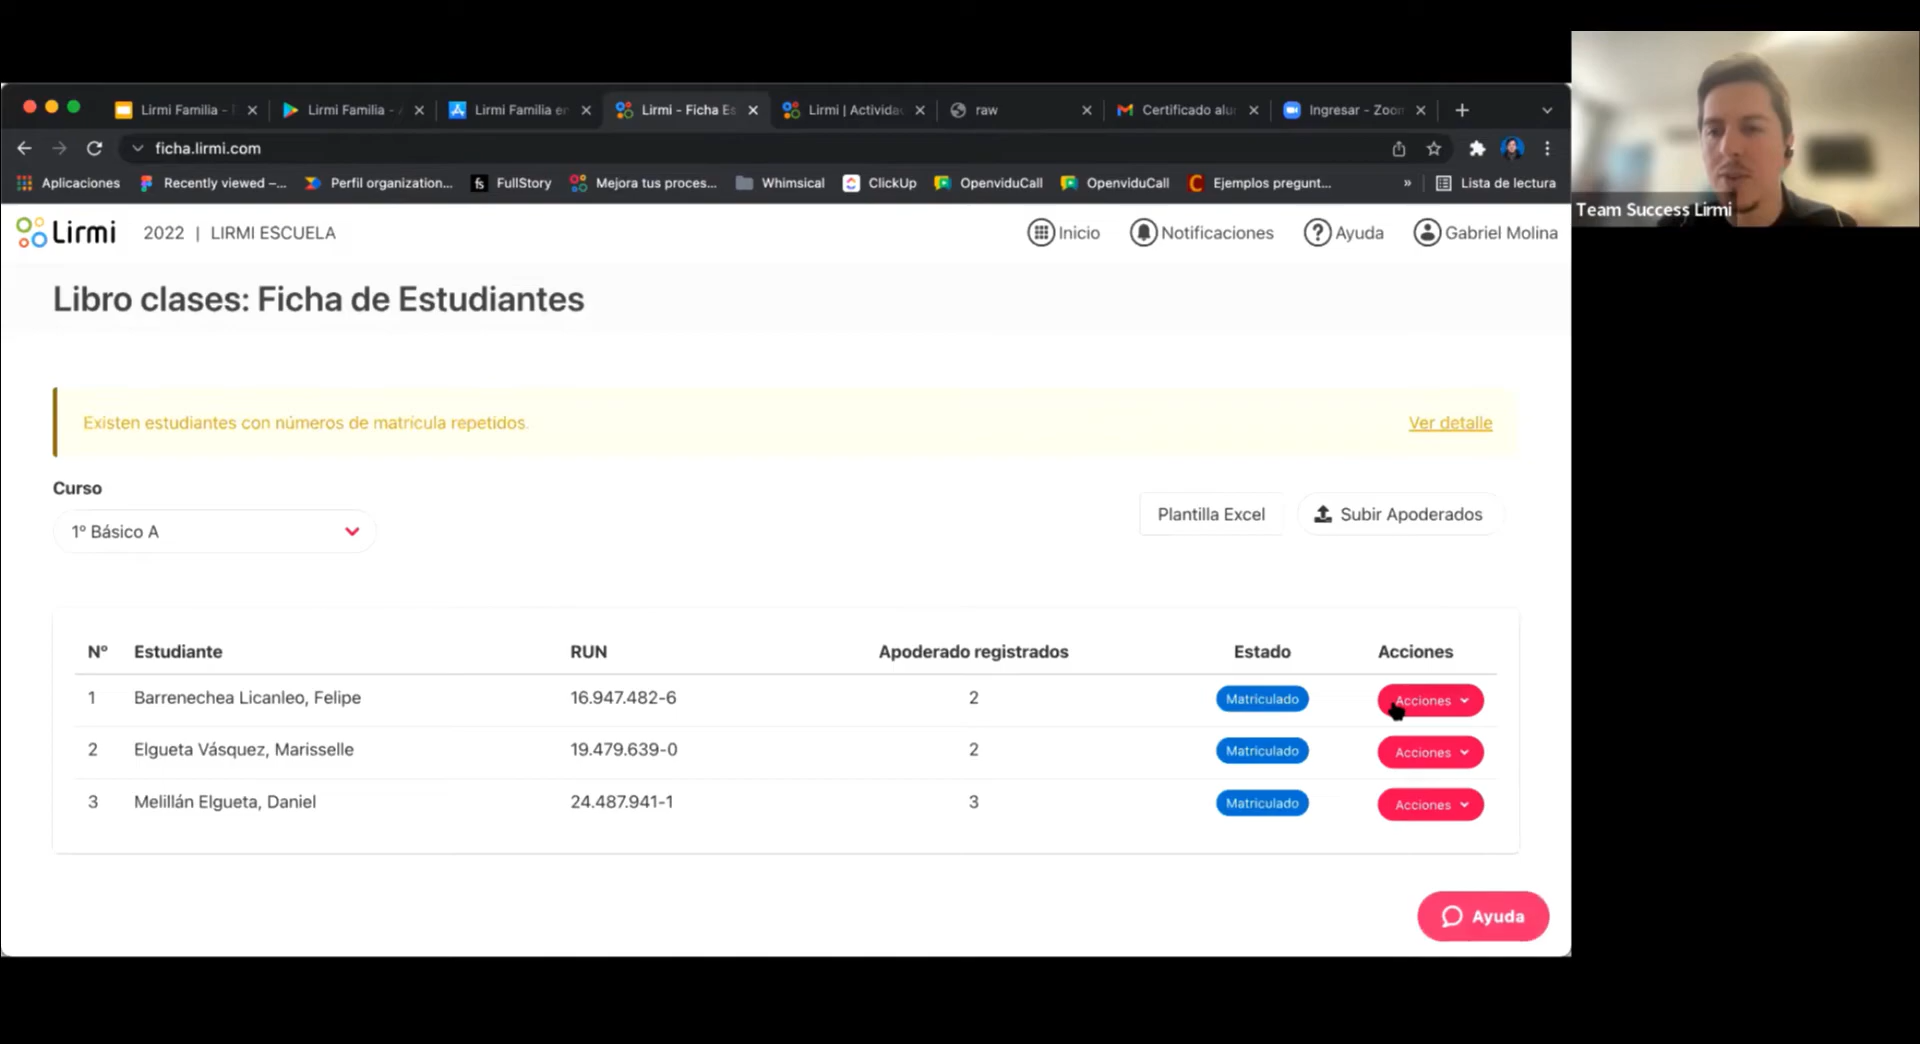 Lirmi Familia -
Lirmi Familia - A
Lirmi Familia en
Lirmi - Ficha Es
Lirmi | Activida
raw
Certificado alu
Ingresar - Zoom
ficha.lirmi.com
Aplicaciones
Recently viewed –...
Perfil organization...
fs FullStory
Mejora tus proces...
Whimsical
ClickUp
OpenviduCall
OpenviduCall
C Ejemplos pregunt...
»
Lista de lectura
Team Success Lirmi
Lirmi 2022 | LIRMI ESCUELA
Inicio
Notificaciones
? Ayuda
Gabriel Molina
Libro clases: Ficha de Estudiantes
Existen estudiantes con números de matrícula repetidos.
Ver detalle
Curso
1º Básico A
Plantilla Excel
Subir Apoderados
Nº Estudiante RUN Apoderado registrados Estado Acciones
1 Barrenechea Licanleo, Felipe 16.947.482-6 2 Matriculado Acciones
2 Elgueta Vásquez, Marisselle 19.479.639-0 2 Matriculado Acciones
3 Melillán Elgueta, Daniel 24.487.941-1 3 Matriculado Acciones
Ayuda